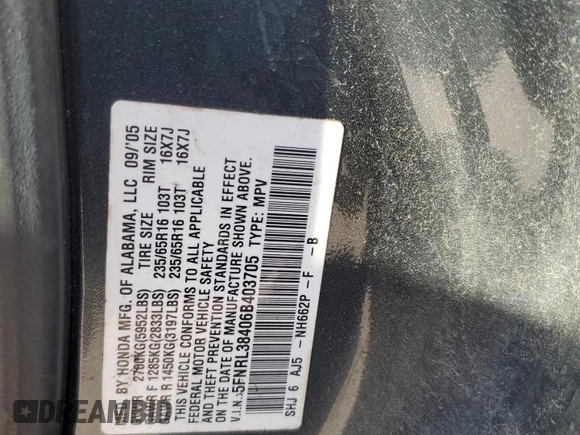 MFD. BY HONDA MFG. OF ALABAMA, LLC 09/'05
2700KG(5952LBS) TIRE SIZE RIM SIZE
F 1285KG(2833LBS) 235/65R16 103T 16X7J
R 1450KG(3197LBS) 235/65R16 103T 16X7J
THIS VEHICLE CONFORMS TO ALL APPLICABLE
FEDERAL MOTOR VEHICLE SAFETY
AND THEFT PREVENTION STANDARDS IN EFFECT
ON THE DATE OF MANUFACTURE SHOWN ABOVE.
V.I.N.:5FNRL38406B403705 TYPE: MPV
SHJ 6 AJ5 -NH662P -F -B
DREAMBID